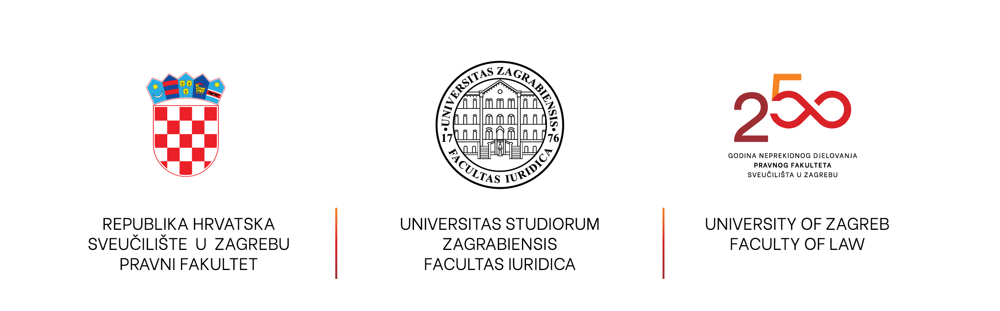 UNIVERSITAS ZAGRABIENSIS
17 76
FACULTAS IURIDICA
250
GODINA NEPREKIDNOG DJELOVANJA
PRAVNOG FAKULTETA
SVEUČILIŠTA U ZAGREBU
REPUBLIKA HRVATSKA
SVEUČILIŠTE U ZAGREBU
PRAVNI FAKULTET
UNIVERSITAS STUDIORUM
ZAGRABIENSIS
FACULTAS IURIDICA
UNIVERSITY OF ZAGREB
FACULTY OF LAW